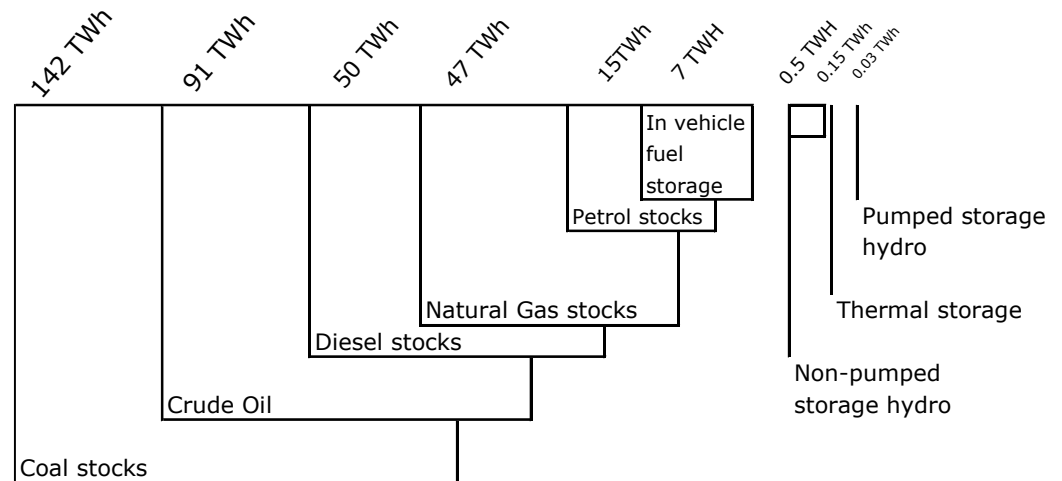 142 TWh
91 TWh
50 TWh
47 TWh
15TWh
7 TWH
0.5 TWH
0.15 TWh
0.03 TWh
In vehicle
fuel
storage
Petrol stocks
Pumped storage
hydro
Natural Gas stocks
Thermal storage
Diesel stocks
Non-pumped
storage hydro
Crude Oil
Coal stocks